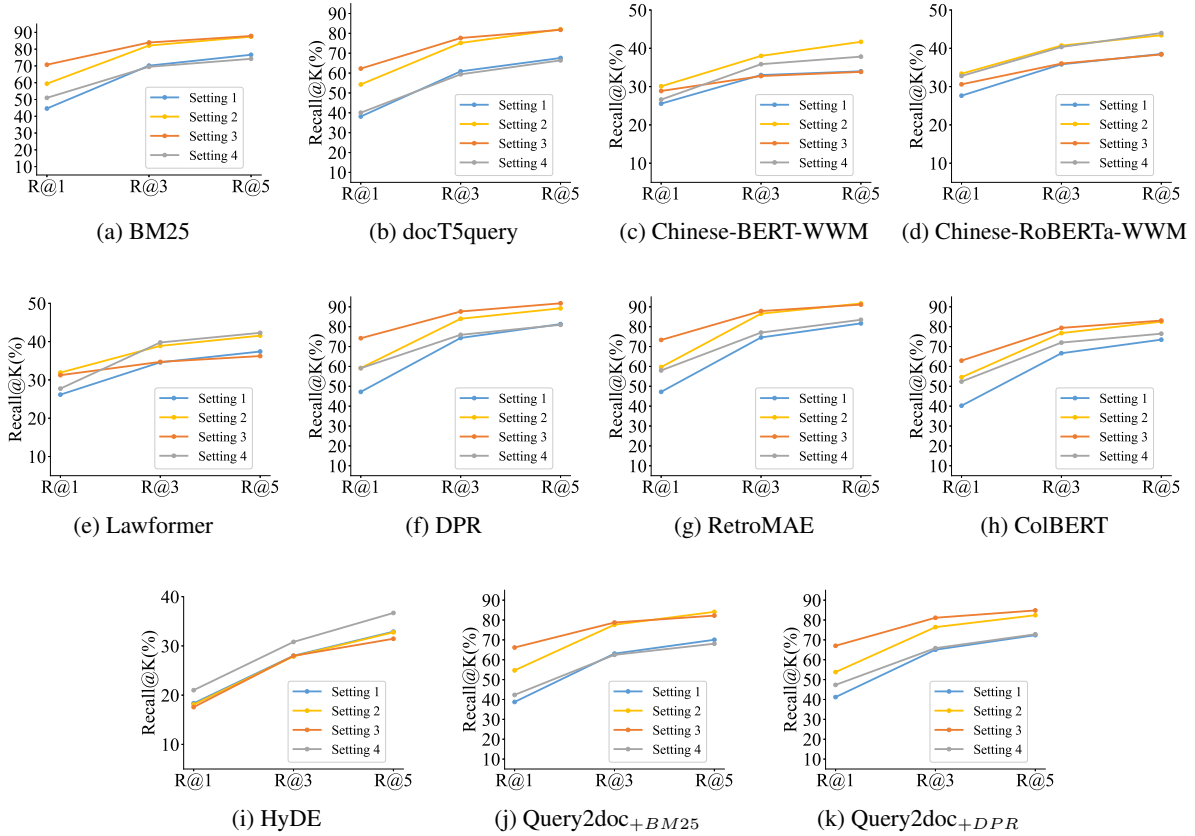 Recall@K(%)
90
80
70
60
50
40
30
20
10
R@1 R@3 R@5
Setting 1
Setting 2
Setting 3
Setting 4
(a) BM25
Recall@K(%)
90
80
70
60
50
40
30
20
10
R@1 R@3 R@5
Setting 1
Setting 2
Setting 3
Setting 4
(b) docT5query
Recall@K(%)
50
40
30
20
10
R@1 R@3 R@5
Setting 1
Setting 2
Setting 3
Setting 4
(c) Chinese-BERT-WWM
Recall@K(%)
50
40
30
20
10
R@1 R@3 R@5
Setting 1
Setting 2
Setting 3
Setting 4
(d) Chinese-RoBERTa-WWM
Recall@K(%)
50
40
30
20
10
R@1 R@3 R@5
Setting 1
Setting 2
Setting 3
Setting 4
(e) Lawformer
Recall@K(%)
90
80
70
60
50
40
30
20
10
R@1 R@3 R@5
Setting 1
Setting 2
Setting 3
Setting 4
(f) DPR
Recall@K(%)
90
80
70
60
50
40
30
20
10
R@1 R@3 R@5
Setting 1
Setting 2
Setting 3
Setting 4
(g) RetroMAE
Recall@K(%)
90
80
70
60
50
40
30
20
10
R@1 R@3 R@5
Setting 1
Setting 2
Setting 3
Setting 4
(h) ColBERT
Recall@K(%)
40
30
20
10
R@1 R@3 R@5
Setting 1
Setting 2
Setting 3
Setting 4
(i) HyDE
Recall@K(%)
90
80
70
60
50
40
30
20
10
R@1 R@3 R@5
Setting 1
Setting 2
Setting 3
Setting 4
(j) Query2doc+BM25
Recall@K(%)
90
80
70
60
50
40
30
20
10
R@1 R@3 R@5
Setting 1
Setting 2
Setting 3
Setting 4
(k) Query2doc+DPR